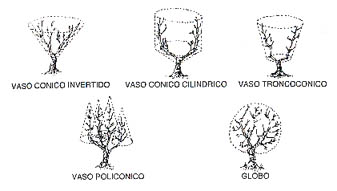 VASO CONICO INVERTIDO
VASO CONICO CILINDRICO
VASO TRONCOCONICO
VASO POLICONICO
GLOBO